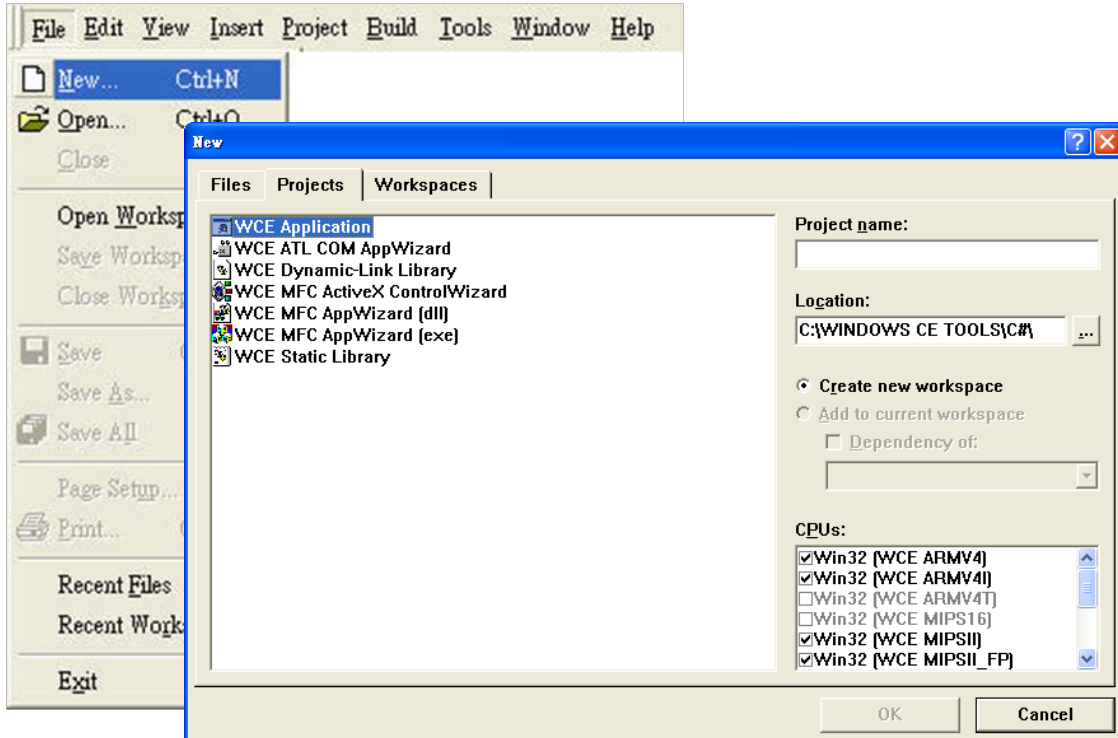 File Edit View Insert Project Build Tools Window Help
New... Ctrl+N
Open... Ctrl+O
Close
Open
Save
Close
Save
Save As...
Save All
Page Setup...
Print...
Recent Files
Recent
Exit
New
Files Projects Workspaces
WCE Application
WCE ATL COM AppWizard
WCE Dynamic-Link Library
WCE MFC ActiveX ControlWizard
WCE MFC AppWizard (dll)
WCE MFC AppWizard (exe)
WCE Static Library
Project name:
Location:
C:\WINDOWS CE TOOLS\C#\
...
Create new workspace
Add to current workspace
Dependency of:
CPUs:
Win32 (WCE ARMV4)
Win32 (WCE ARMV4I)
Win32 (WCE ARMV4T)
Win32 (WCE MIPS16)
Win32 (WCE MIPSII)
Win32 (WCE MIPSII_FP)
OK Cancel